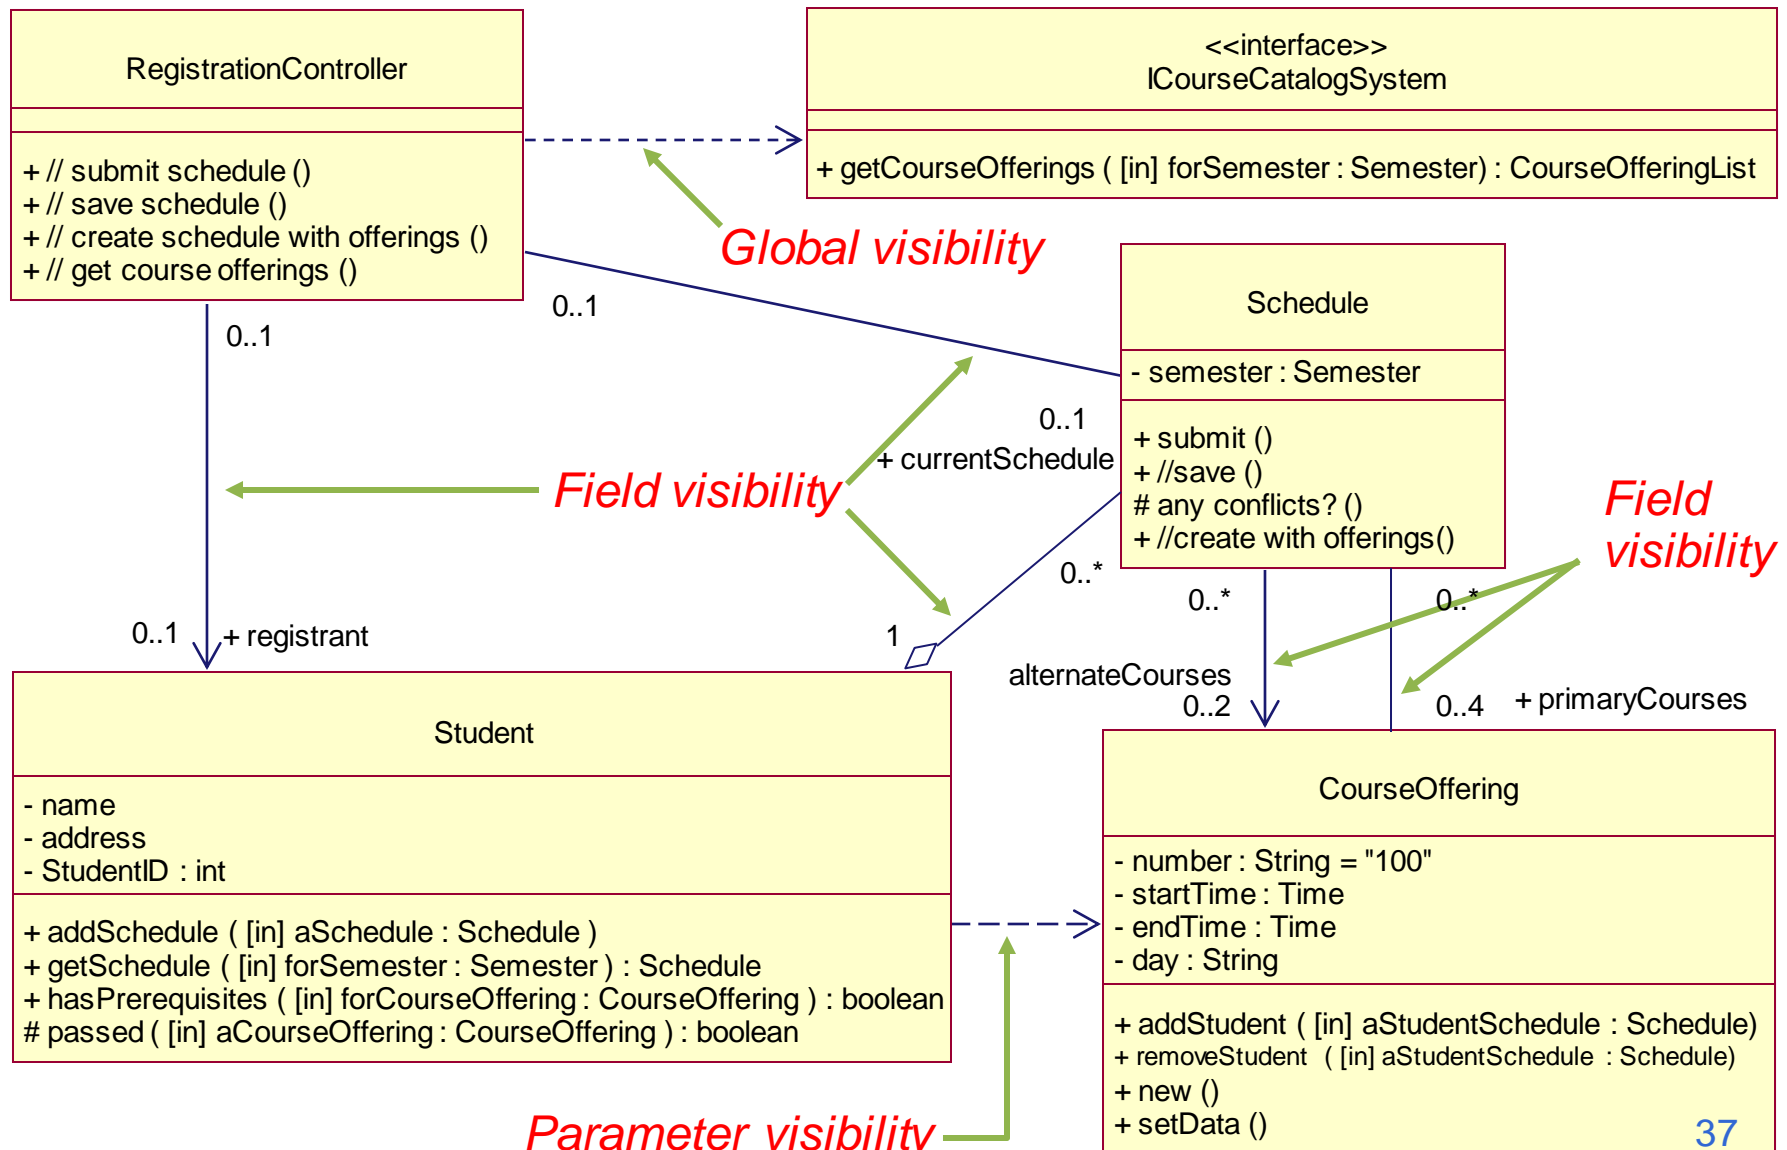 RegistrationController
+ // submit schedule ()
+ // save schedule ()
+ // create schedule with offerings ()
+ // get course offerings ()
<<interface>>
ICourseCatalogSystem
+ getCourseOfferings ( [in] forSemester : Semester) : CourseOfferingList
Global visibility
0..1
0..1
Schedule
- semester : Semester
+ submit ()
+ //save ()
# any conflicts? ()
+ //create with offerings()
0..1
+ currentSchedule
Field visibility
Field
visibility
0..*
0..*
0..*
0..1
+ registrant
1
alternateCourses
0..2
0..4
+ primaryCourses
Student
- name
- address
- StudentID : int
+ addSchedule ( [in] aSchedule : Schedule )
+ getSchedule ( [in] forSemester : Semester ) : Schedule
+ hasPrerequisites ( [in] forCourseOffering : CourseOffering ) : boolean
# passed ( [in] aCourseOffering : CourseOffering ) : boolean
CourseOffering
- number : String = "100"
- startTime : Time
- endTime : Time
- day : String
+ addStudent ( [in] aStudentSchedule : Schedule)
+ removeStudent ( [in] aStudentSchedule : Schedule)
+ new ()
+ setData ()
Parameter visibility
37